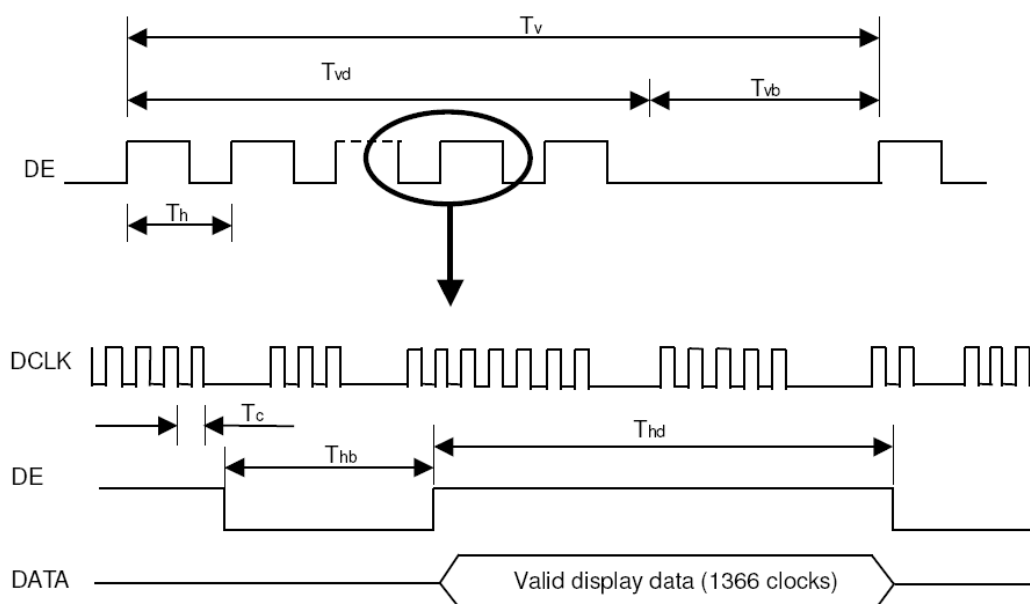 Tv
Tvd
Tvb
DE
Th
DCLK
Tc
Thd
Thb
DE
DATA
Valid display data (1366 clocks)